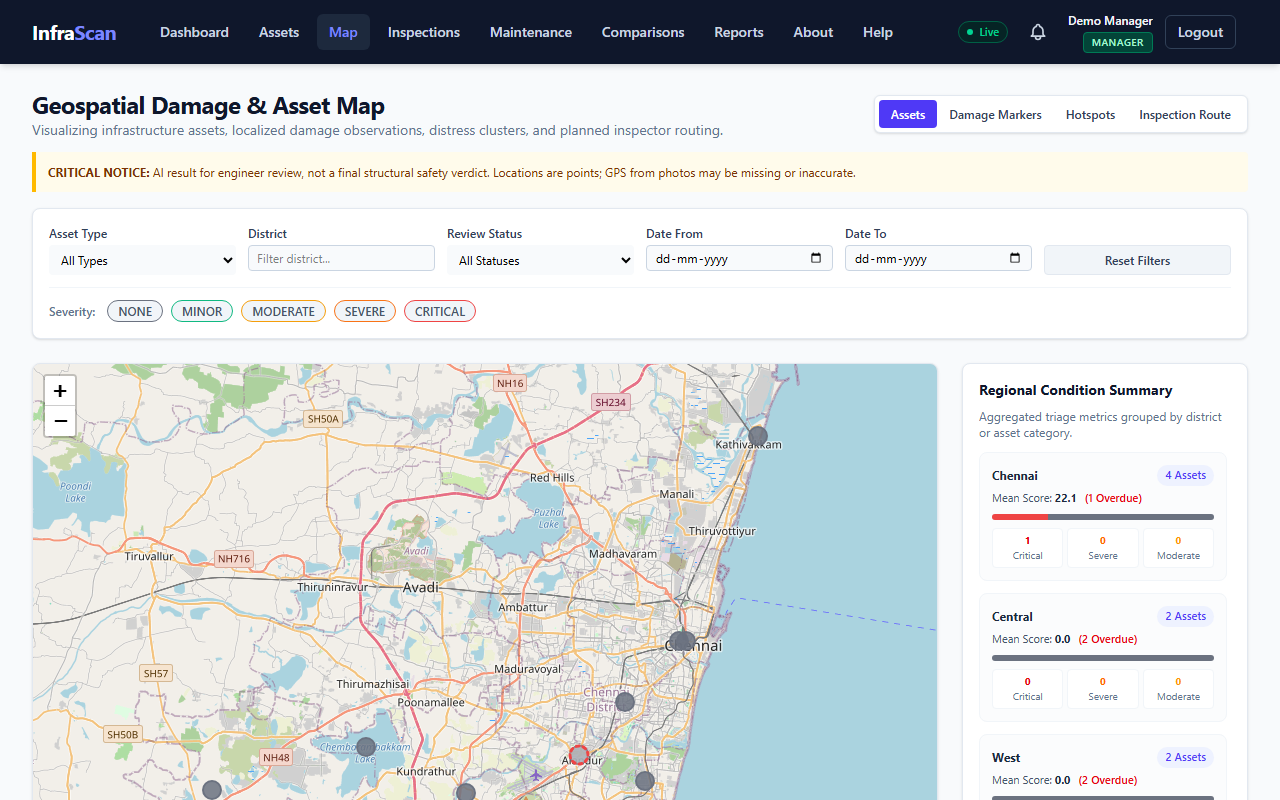 InfraScan
Dashboard
Assets
Map
Inspections
Maintenance
Comparisons
Reports
About
Help
Live
Demo Manager
MANAGER
Logout
Geospatial Damage & Asset Map
Visualizing infrastructure assets, localized damage observations, distress clusters, and planned inspector routing.
Assets
Damage Markers
Hotspots
Inspection Route
CRITICAL NOTICE: AI result for engineer review, not a final structural safety verdict. Locations are points; GPS from photos may be missing or inaccurate.
Asset Type
District
Review Status
Date From
Date To
All Types
Filter district...
All Statuses
dd-mm-yyyy
dd-mm-yyyy
Reset Filters
Severity:
NONE
MINOR
MODERATE
SEVERE
CRITICAL
+
−
NH16
SH234
SH50A
Kathivakkam
Red Hills
Poondi
Lake
Manali
Puzhal
Lake
Thiruvottiyur
Avadi
Madhavaram
Tiruvallur
NH716
Thiruninravur
Avadi
Ambattur
Chennai
Maduravoyal
SH57
Thirumazhisai
Poonamallee
SH50B
NH48
Lake
Kundrathur
Regional Condition Summary
Aggregated triage metrics grouped by district
or asset category.
Chennai
4 Assets
Mean Score: 22.1 (1 Overdue)
1
0
0
Critical
Severe
Moderate
Central
2 Assets
Mean Score: 0.0 (2 Overdue)
0
0
0
Critical
Severe
Moderate
West
2 Assets
Mean Score: 0.0 (2 Overdue)